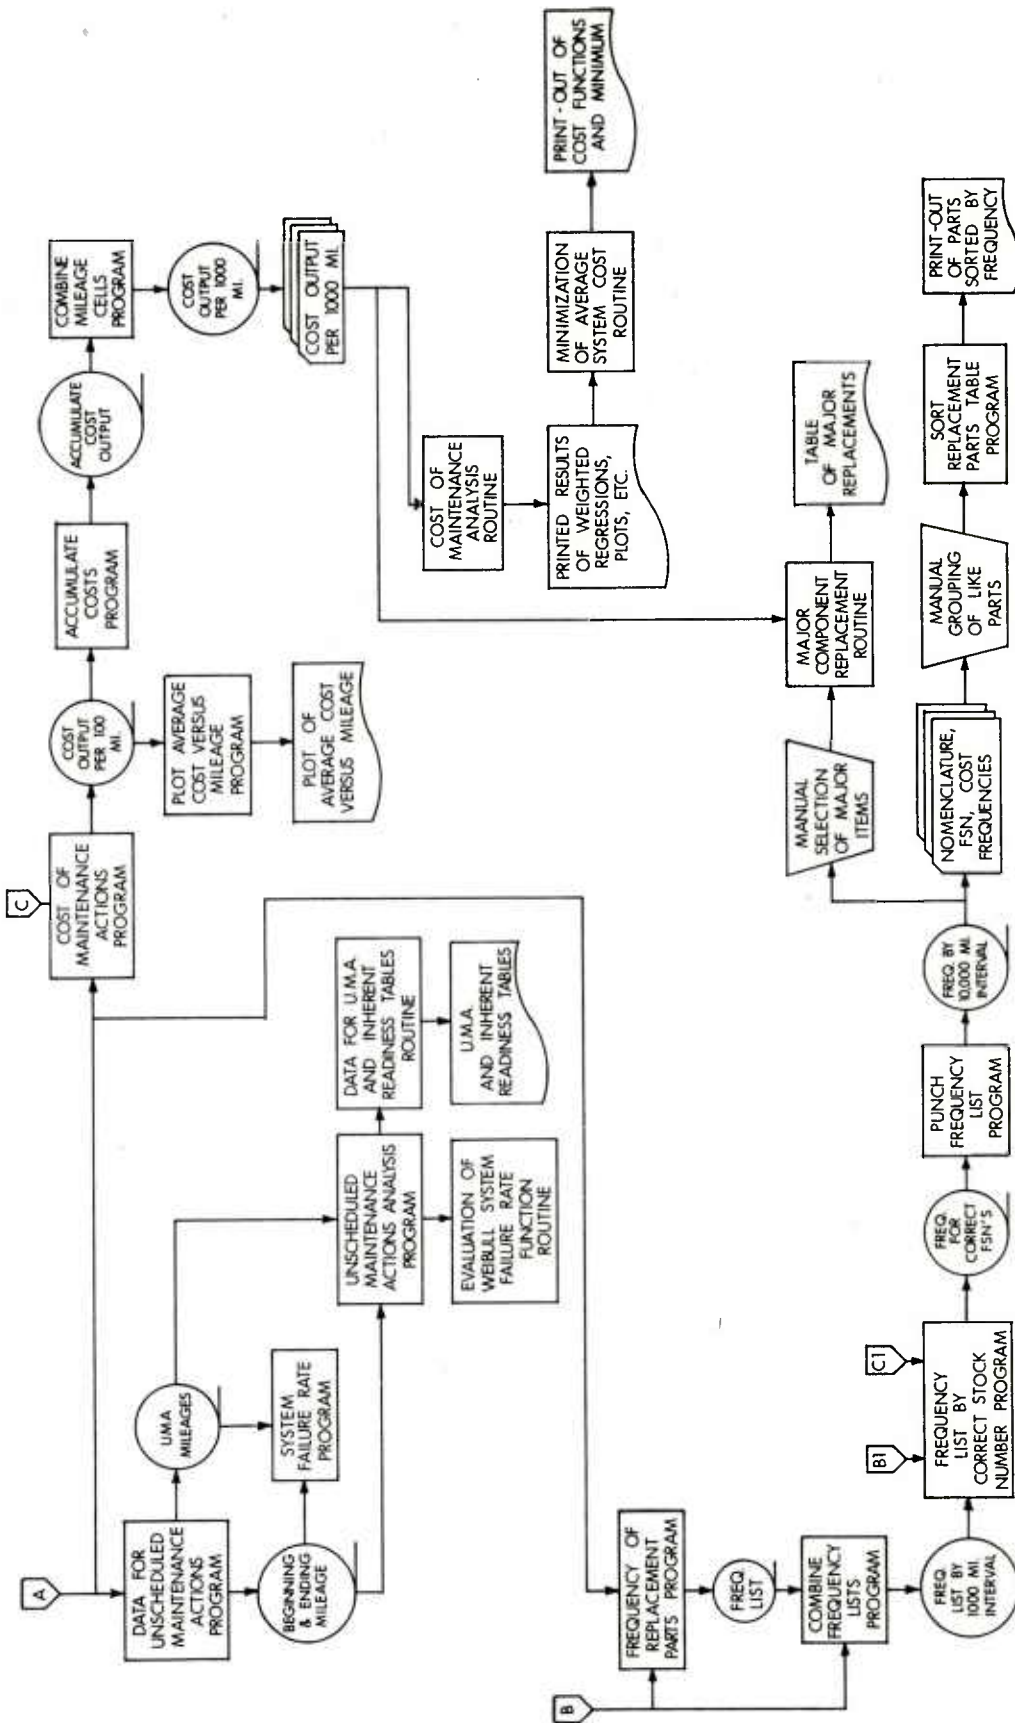 A
DATA FOR
UNSCHEDULED
MAINTENANCE
ACTIONS
PROGRAM
BEGINNING
& ENDING
MILEAGE
U.M.A.
MILEAGES
SYSTEM
FAILURE RATE
PROGRAM
UNSCHEDULED
MAINTENANCE
ACTIONS ANALYSIS
PROGRAM
EVALUATION OF
WEIBULL SYSTEM
FAILURE RATE
FUNCTION
ROUTINE
DATA FOR U.M.A.
AND INHERENT
READINESS TABLES
ROUTINE
U.M.A.
AND INHERENT
READINESS TABLES
C
COST OF
MAINTENANCE
ACTIONS
PROGRAM
COST
OUTPUT
PER 100
MI.
PLOT AVERAGE
COST VERSUS
MILEAGE
PROGRAM
PLOT OF
AVERAGE COST
VERSUS MILEAGE
ACCUMULATE
COSTS
PROGRAM
ACCUMULATE
COST
OUTPUT
COMBINE
MILEAGE
CELLS
PROGRAM
COST
OUTPUT
PER 1000
MI.
COST OUTPUT
PER 1000 MI.
COST OF
MAINTENANCE
ANALYSIS
ROUTINE
PRINTED RESULTS
OF WEIGHTED
REGRESSIONS,
PLOTS, ETC.
MINIMIZATION
OF AVERAGE
SYSTEM COST
ROUTINE
PRINT-OUT OF
COST FUNCTIONS
AND MINIMUM
B
FREQUENCY OF
REPLACEMENT
PARTS PROGRAM
FREQ.
LIST
COMBINE
FREQUENCY
LISTS
PROGRAM
FREQ.
LIST BY
1000 MI.
INTERVAL
B1
C1
FREQUENCY
LIST BY
CORRECT STOCK
NUMBER PROGRAM
FREQ.
FOR
CORRECT
FSN'S
PUNCH
FREQUENCY
LIST
PROGRAM
FREQ. BY
10,000 MI.
INTERVAL
MANUAL
SELECTION
OF MAJOR
ITEMS
MAJOR
COMPONENT
REPLACEMENT
ROUTINE
TABLE
OF MAJOR
REPLACEMENTS
NOMENCLATURE,
FSN, COST
FREQUENCIES
MANUAL
GROUPING
OF LIKE
PARTS
SORT
REPLACEMENT
PARTS TABLE
PROGRAM
PRINT-OUT
OF PARTS
SORTED BY
FREQUENCY